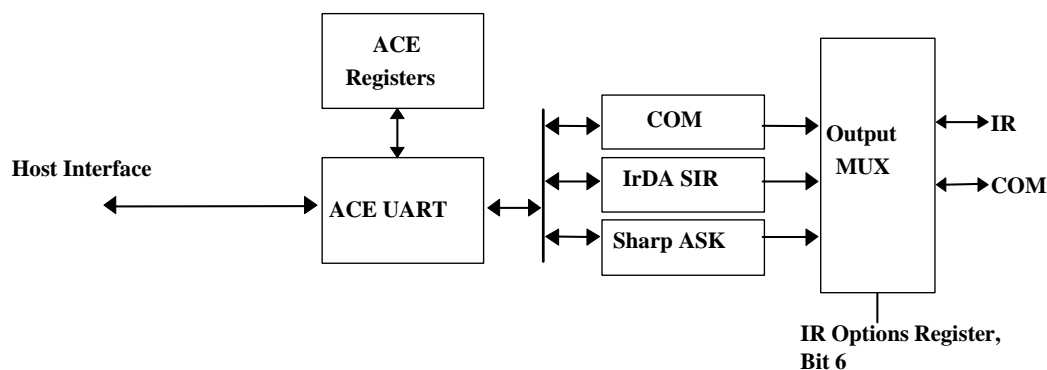 ACE
Registers
COM
Output
MUX
IR
Host Interface
IrDA SIR
COM
ACE UART
Sharp ASK
IR Options Register,
Bit 6